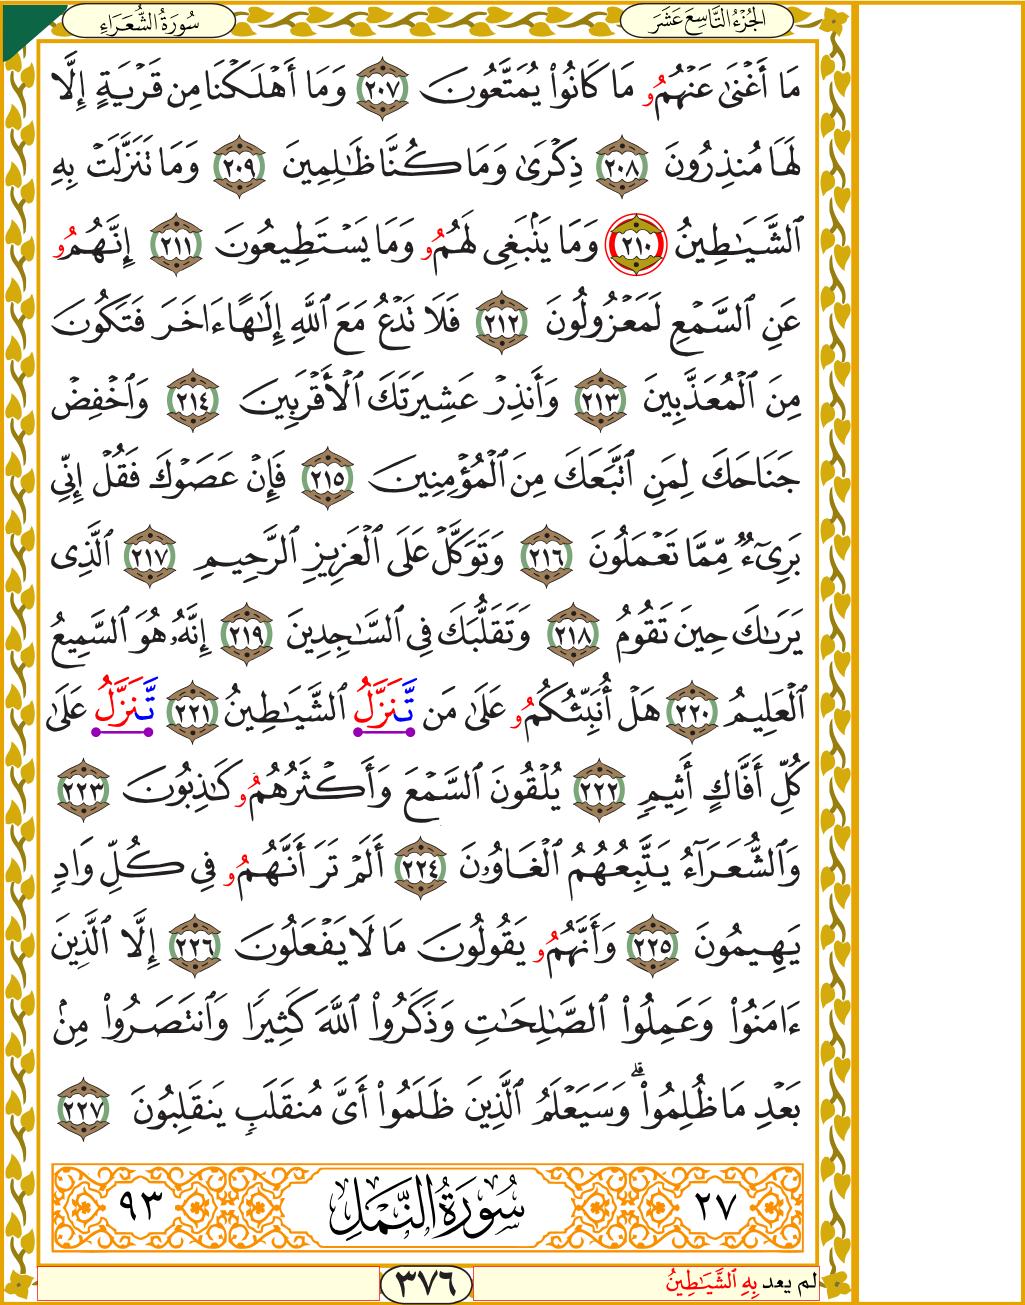 سُورَةُ الشُّعَرَاءِ الجُزْءُ التَّاسِعَ عَشَرَ
مَا أَغْنَىٰ عَنْهُمُو مَا كَانُوا۟ يُمَتَّعُونَ ٢٠٧ وَمَا أَهْلَكْنَا مِن قَرْيَةٍ إِلَّا
لَهَا مُنذِرُونَ ٢٠٨ ذِكْرَىٰ وَمَا كُنَّا ظَٰلِمِينَ ٢٠٩ وَمَا تَنَزَّلَتْ بِهِ
ٱلشَّيَٰطِينُ ٢١٠ وَمَا يَنۢبَغِى لَهُمُو وَمَا يَسْتَطِيعُونَ ٢١١ إِنَّهُمُو
عَنِ ٱلسَّمْعِ لَمَعْزُولُونَ ٢١٢ فَلَا تَدْعُ مَعَ ٱللَّهِ إِلَٰهًا ءَاخَرَ فَتَكُونَ
مِنَ ٱلْمُعَذَّبِينَ ٢١٣ وَأَنذِرْ عَشِيرَتَكَ ٱلْأَقْرَبِينَ ٢١٤ وَٱخْفِضْ
جَنَاحَكَ لِمَنِ ٱتَّبَعَكَ مِنَ ٱلْمُؤْمِنِينَ ٢١٥ فَإِنْ عَصَوْكَ فَقُلْ إِنِّى
بَرِىٓءٌ مِّمَّا تَعْمَلُونَ ٢١٦ وَتَوَكَّلْ عَلَى ٱلْعَزِيزِ ٱلرَّحِيمِ ٢١٧ ٱلَّذِى
يَرَىٰكَ حِينَ تَقُومُ ٢١٨ وَتَقَلُّبَكَ فِى ٱلسَّٰجِدِينَ ٢١٩ إِنَّهُۥ هُوَ ٱلسَّمِيعُ
ٱلْعَلِيمُ ٢٢٠ هَلْ أُنَبِّئُكُمُو عَلَىٰ مَن تَّنَزَّلُ ٱلشَّيَٰطِينُ ٢٢١ تَّنَزَّلُ عَلَىٰ
كُلِّ أَفَّاكٍ أَثِيمٍ ٢٢٢ يُلْقُونَ ٱلسَّمْعَ وَأَكْثَرُهُمُو كَٰذِبُونَ ٢٢٣
وَٱلشُّعَرَآءُ يَتَّبِعُهُمُ ٱلْغَاوُۥنَ ٢٢٤ أَلَمْ تَرَ أَنَّهُمُو فِى كُلِّ وَادٍ
يَهِيمُونَ ٢٢٥ وَأَنَّهُمُو يَقُولُونَ مَا لَا يَفْعَلُونَ ٢٢٦ إِلَّا ٱلَّذِينَ
ءَامَنُوا۟ وَعَمِلُوا۟ ٱلصَّٰلِحَٰتِ وَذَكَرُوا۟ ٱللَّهَ كَثِيرًا وَٱنتَصَرُوا۟ مِنۢ
بَعْدِ مَا ظُلِمُوا۟ ۗ وَسَيَعْلَمُ ٱلَّذِينَ ظَلَمُوا۟ أَىَّ مُنقَلَبٍ يَنقَلِبُونَ ٢٢٧
٢٧ سُورَةُ النَّمْلِ ٩٣
لم يعد بِهِ ٱلشَّيَٰطِينُ ٣٧٦